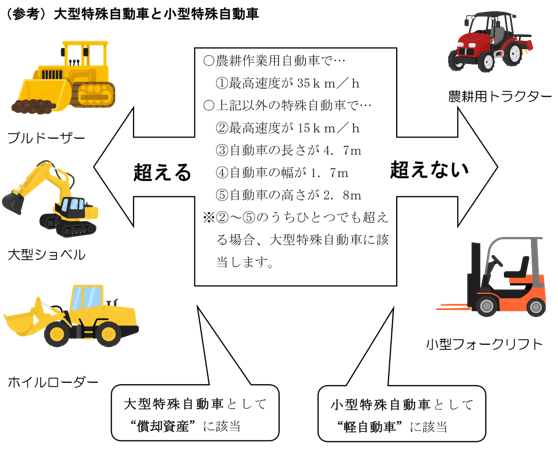 (参考)大型特殊自動車と小型特殊自動車
ブルドーザー
大型ショベル
ホイルローダー
超える
○農耕作業用自動車で…
①最高速度が35km/h
○上記以外の特殊自動車で…
②最高速度が15km/h
③自動車の長さが4.7m
④自動車の幅が1.7m
⑤自動車の高さが2.8m
※②～⑤のうちひとつでも超え
る場合、大型特殊自動車に該
当します。
超えない
農耕用トラクター
小型フォークリフト
大型特殊自動車として
“償却資産”に該当
小型特殊自動車として
“軽自動車”に該当